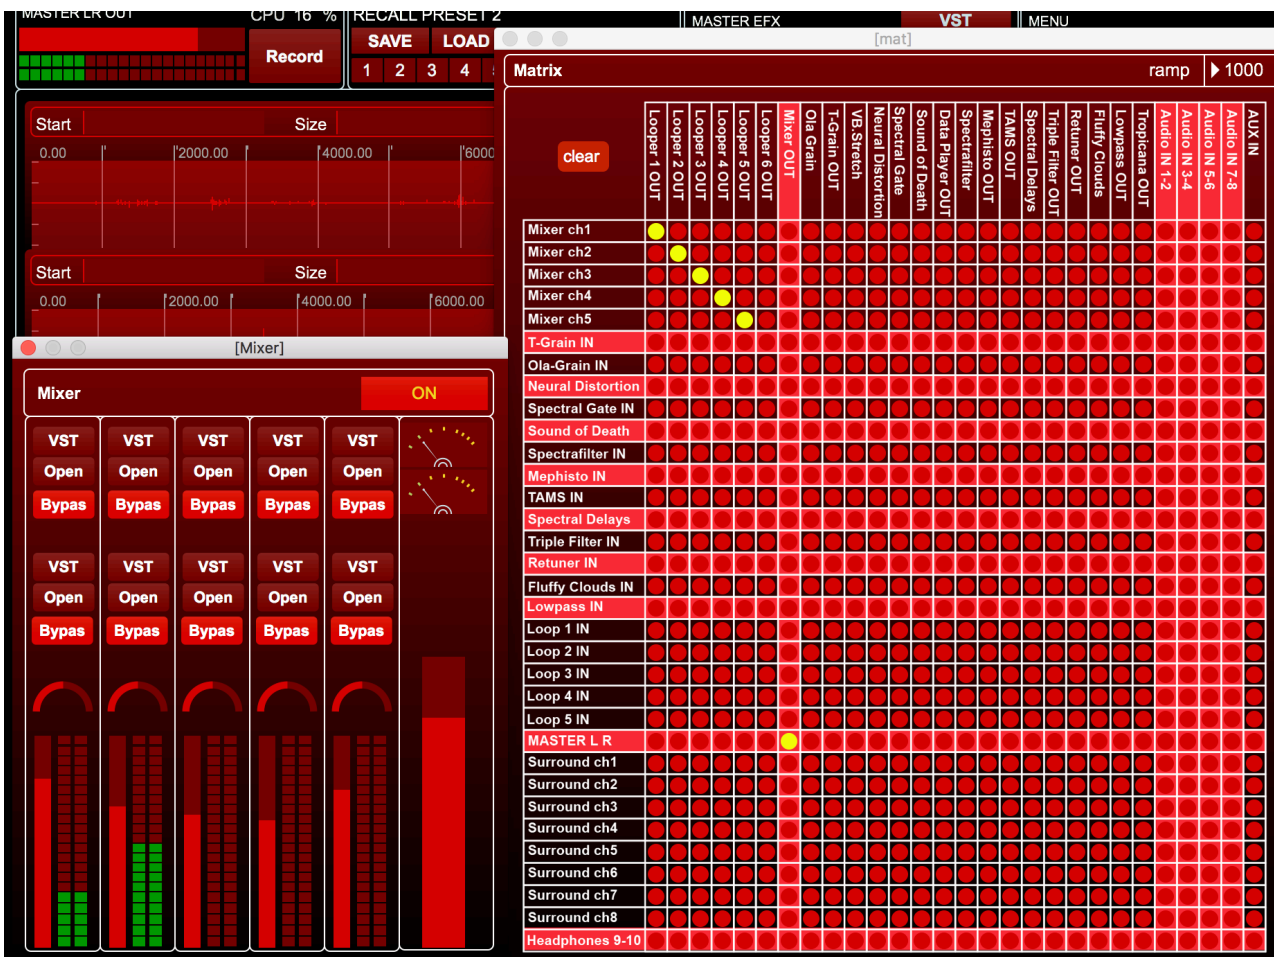 MASTER LR OUT
CPU 16 %
RECALL PRESET 2
MASTER EFX
VST
MENU
Record
SAVE LOAD
1 2 3 4
[mat]
Matrix
ramp 1000
Start Size
0.00 2000.00 4000.00 6000
Start Size
0.00 2000.00 4000.00 6000.00
clear
Looper 1 OUT
Looper 2 OUT
Looper 3 OUT
Looper 4 OUT
Looper 5 OUT
Looper 6 OUT
Mixer OUT
Ola Grain
T-Grain OUT
VB.Stretch
Neural Distortion
Spectral Gate
Sound of Death
Data Player OUT
Spectrafilter
Mephisto OUT
TAMS OUT
Spectral Delays
Triple Filter OUT
Retuner OUT
Fluffy Clouds
Lowpass OUT
Tropicana OUT
Audio IN 1-2
Audio IN 3-4
Audio IN 5-6
Audio IN 7-8
AUX IN
Mixer ch1
Mixer ch2
Mixer ch3
Mixer ch4
Mixer ch5
T-Grain IN
Ola-Grain IN
Neural Distortion
Spectral Gate IN
Sound of Death
Spectrafilter IN
Mephisto IN
TAMS IN
Spectral Delays
Triple Filter IN
Retuner IN
Fluffy Clouds IN
Lowpass IN
Loop 1 IN
Loop 2 IN
Loop 3 IN
Loop 4 IN
Loop 5 IN
MASTER L R
Surround ch1
Surround ch2
Surround ch3
Surround ch4
Surround ch5
Surround ch6
Surround ch7
Surround ch8
Headphones 9-10
[Mixer]
Mixer
ON
VST VST VST VST VST
Open Open Open Open Open
Bypas Bypas Bypas Bypas Bypas
VST VST VST VST VST
Open Open Open Open Open
Bypas Bypas Bypas Bypas Bypas